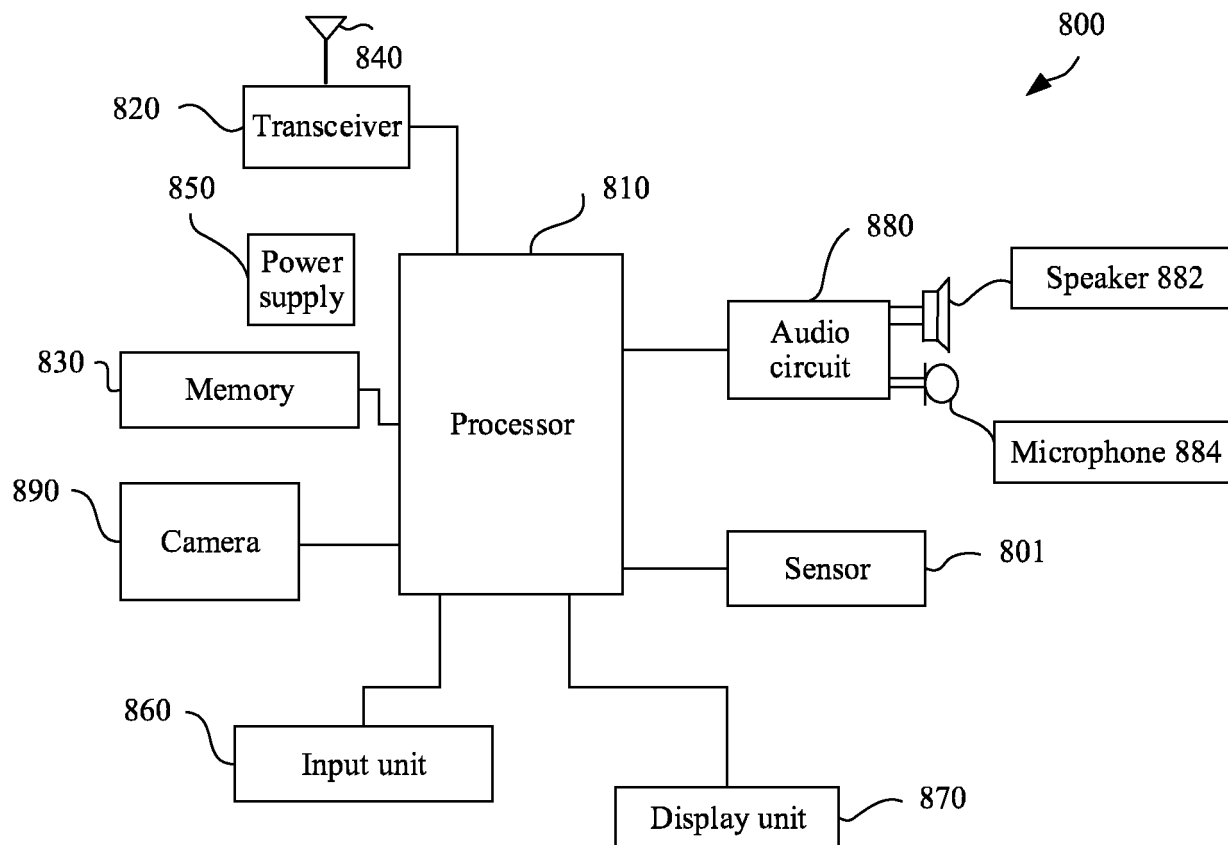 840
800
820
Transceiver
850
810
880
Power
supply
Speaker 882
Audio
circuit
830
Memory
Processor
Microphone 884
890
Camera
Sensor
801
860
Input unit
870
Display unit